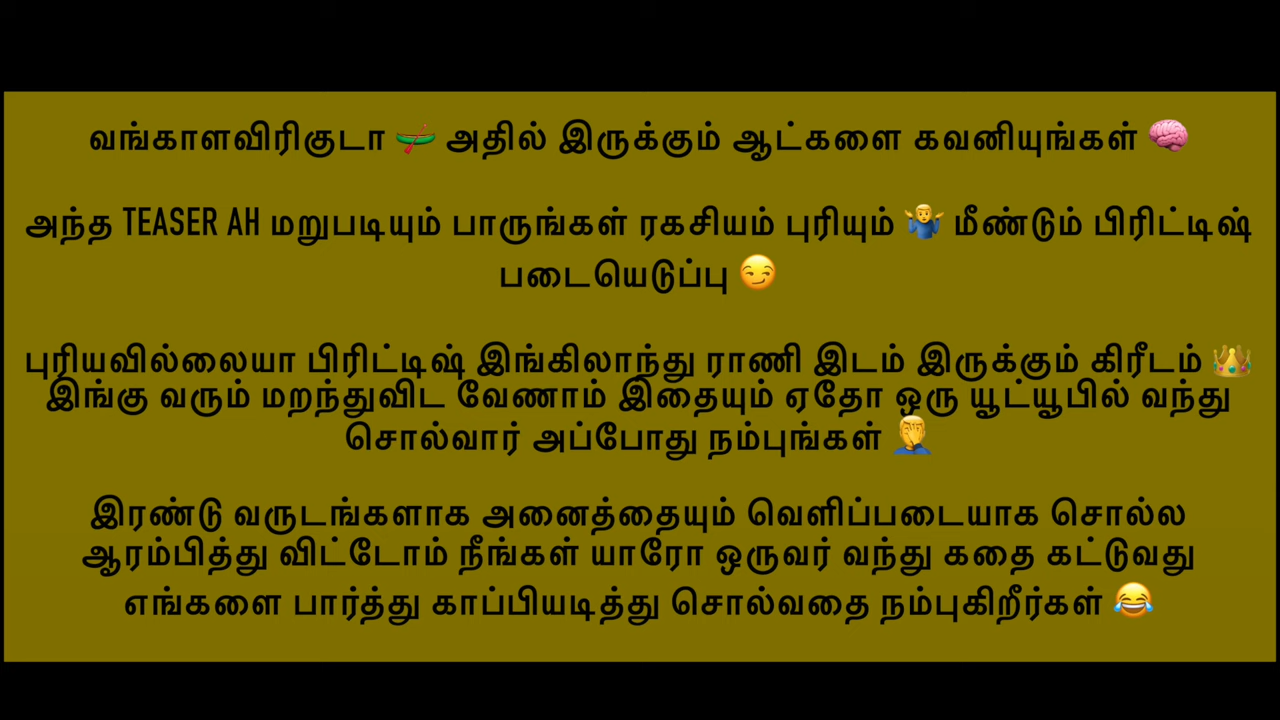 வங்காளவிரிகுடா 🛶 அதில் இருக்கும் ஆட்களை கவனியுங்கள் 🧠
அந்த TEASER AH மறுபடியும் பாருங்கள் ரகசியம் புரியும் 🤷‍♂️ மீண்டும் பிரிட்டிஷ்
படையெடுப்பு 😏
புரியவில்லையா பிரிட்டிஷ் இங்கிலாந்து ராணி இடம் இருக்கும் கிரீடம் 👑
இங்கு வரும் மறந்துவிட வேணாம் இதையும் ஏதோ ஒரு யூட்யூபில் வந்து
சொல்வார் அப்போது நம்புங்கள் 🤦‍♂️
இரண்டு வருடங்களாக அனைத்தையும் வெளிப்படையாக சொல்ல
ஆரம்பித்து விட்டோம் நீங்கள் யாரோ ஒருவர் வந்து கதை கட்டுவது
எங்களை பார்த்து காப்பியடித்து சொல்வதை நம்புகிறீர்கள் 😂